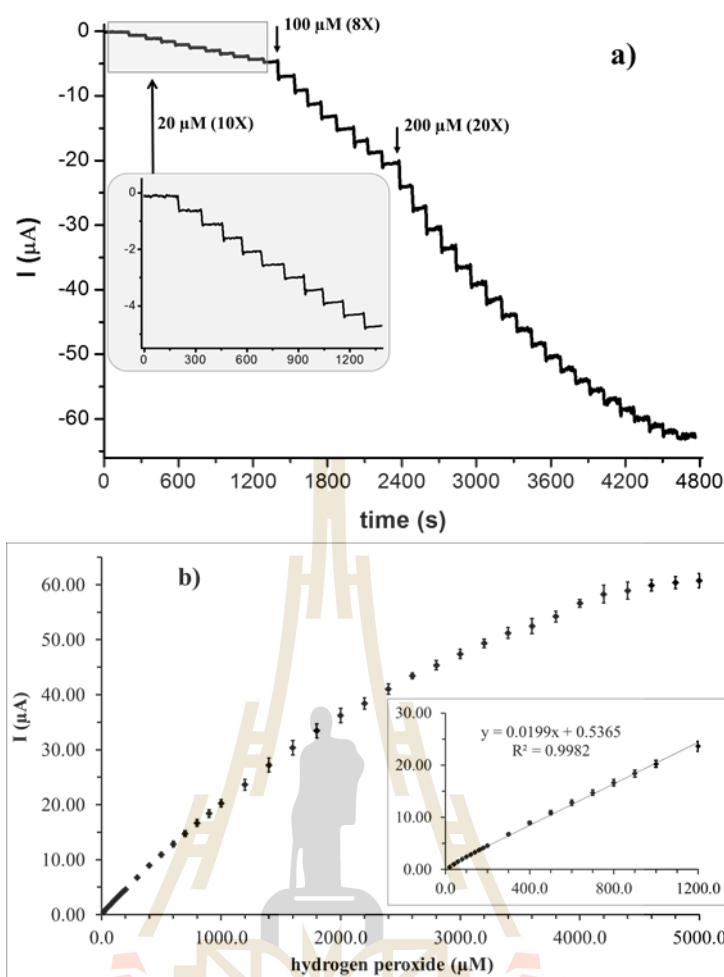 a)
100 µM (8X)
20 µM (10X)
200 µM (20X)
0
-5
-10
-20
-30
-40
-50
-60
I (µA)
0
-2
-4
0 300 600 900 1200
0 600 1200 1800 2400 3000 3600 4200 4800
time (s)
b)
60.00
50.00
40.00
30.00
20.00
10.00
0.00
I (µA)
30.00
20.00
10.00
0.00
y = 0.0199x + 0.5365
R² = 0.9982
0.0 400.0 800.0 1200.0
0.0 1000.0 2000.0 3000.0 4000.0 5000.0
hydrogen peroxide (µM)